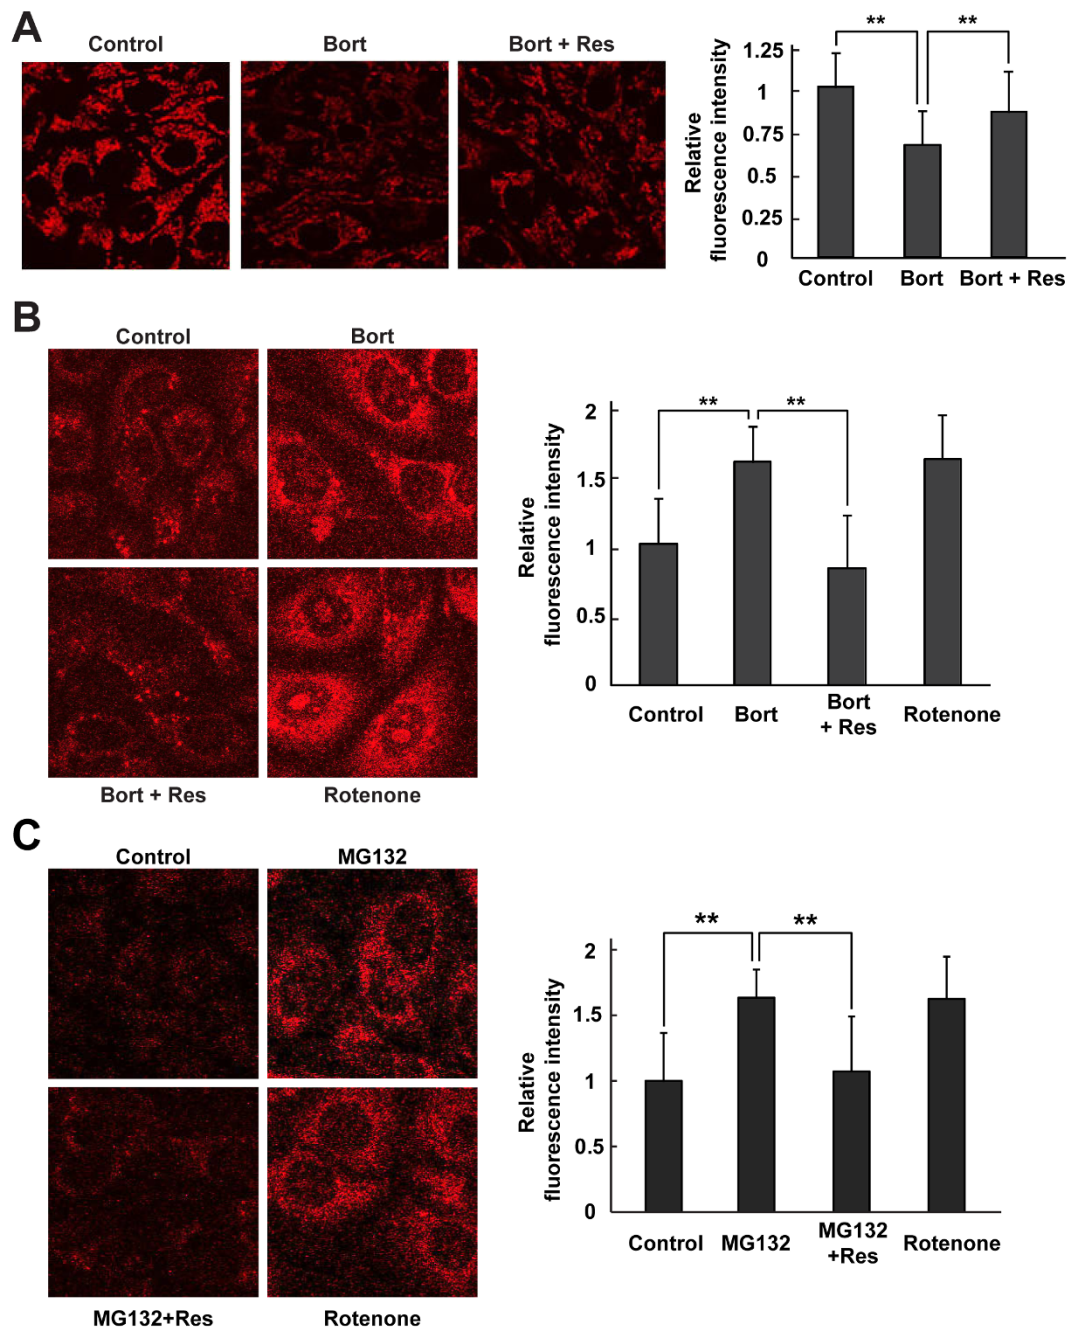 A
Control
Bort
Bort + Res
**
**
Relative
fluorescence intensity
1.25
1
0.75
0.5
0.25
0
Control
Bort
Bort + Res
B
Control
Bort
Bort + Res
Rotenone
**
**
Relative
fluorescence intensity
2
1.5
1
0.5
0
Control
Bort
Bort
+ Res
Rotenone
C
Control
MG132
MG132+Res
Rotenone
**
**
Relative
fluorescence intensity
2
1.5
1
0.5
0
Control
MG132
MG132
+Res
Rotenone